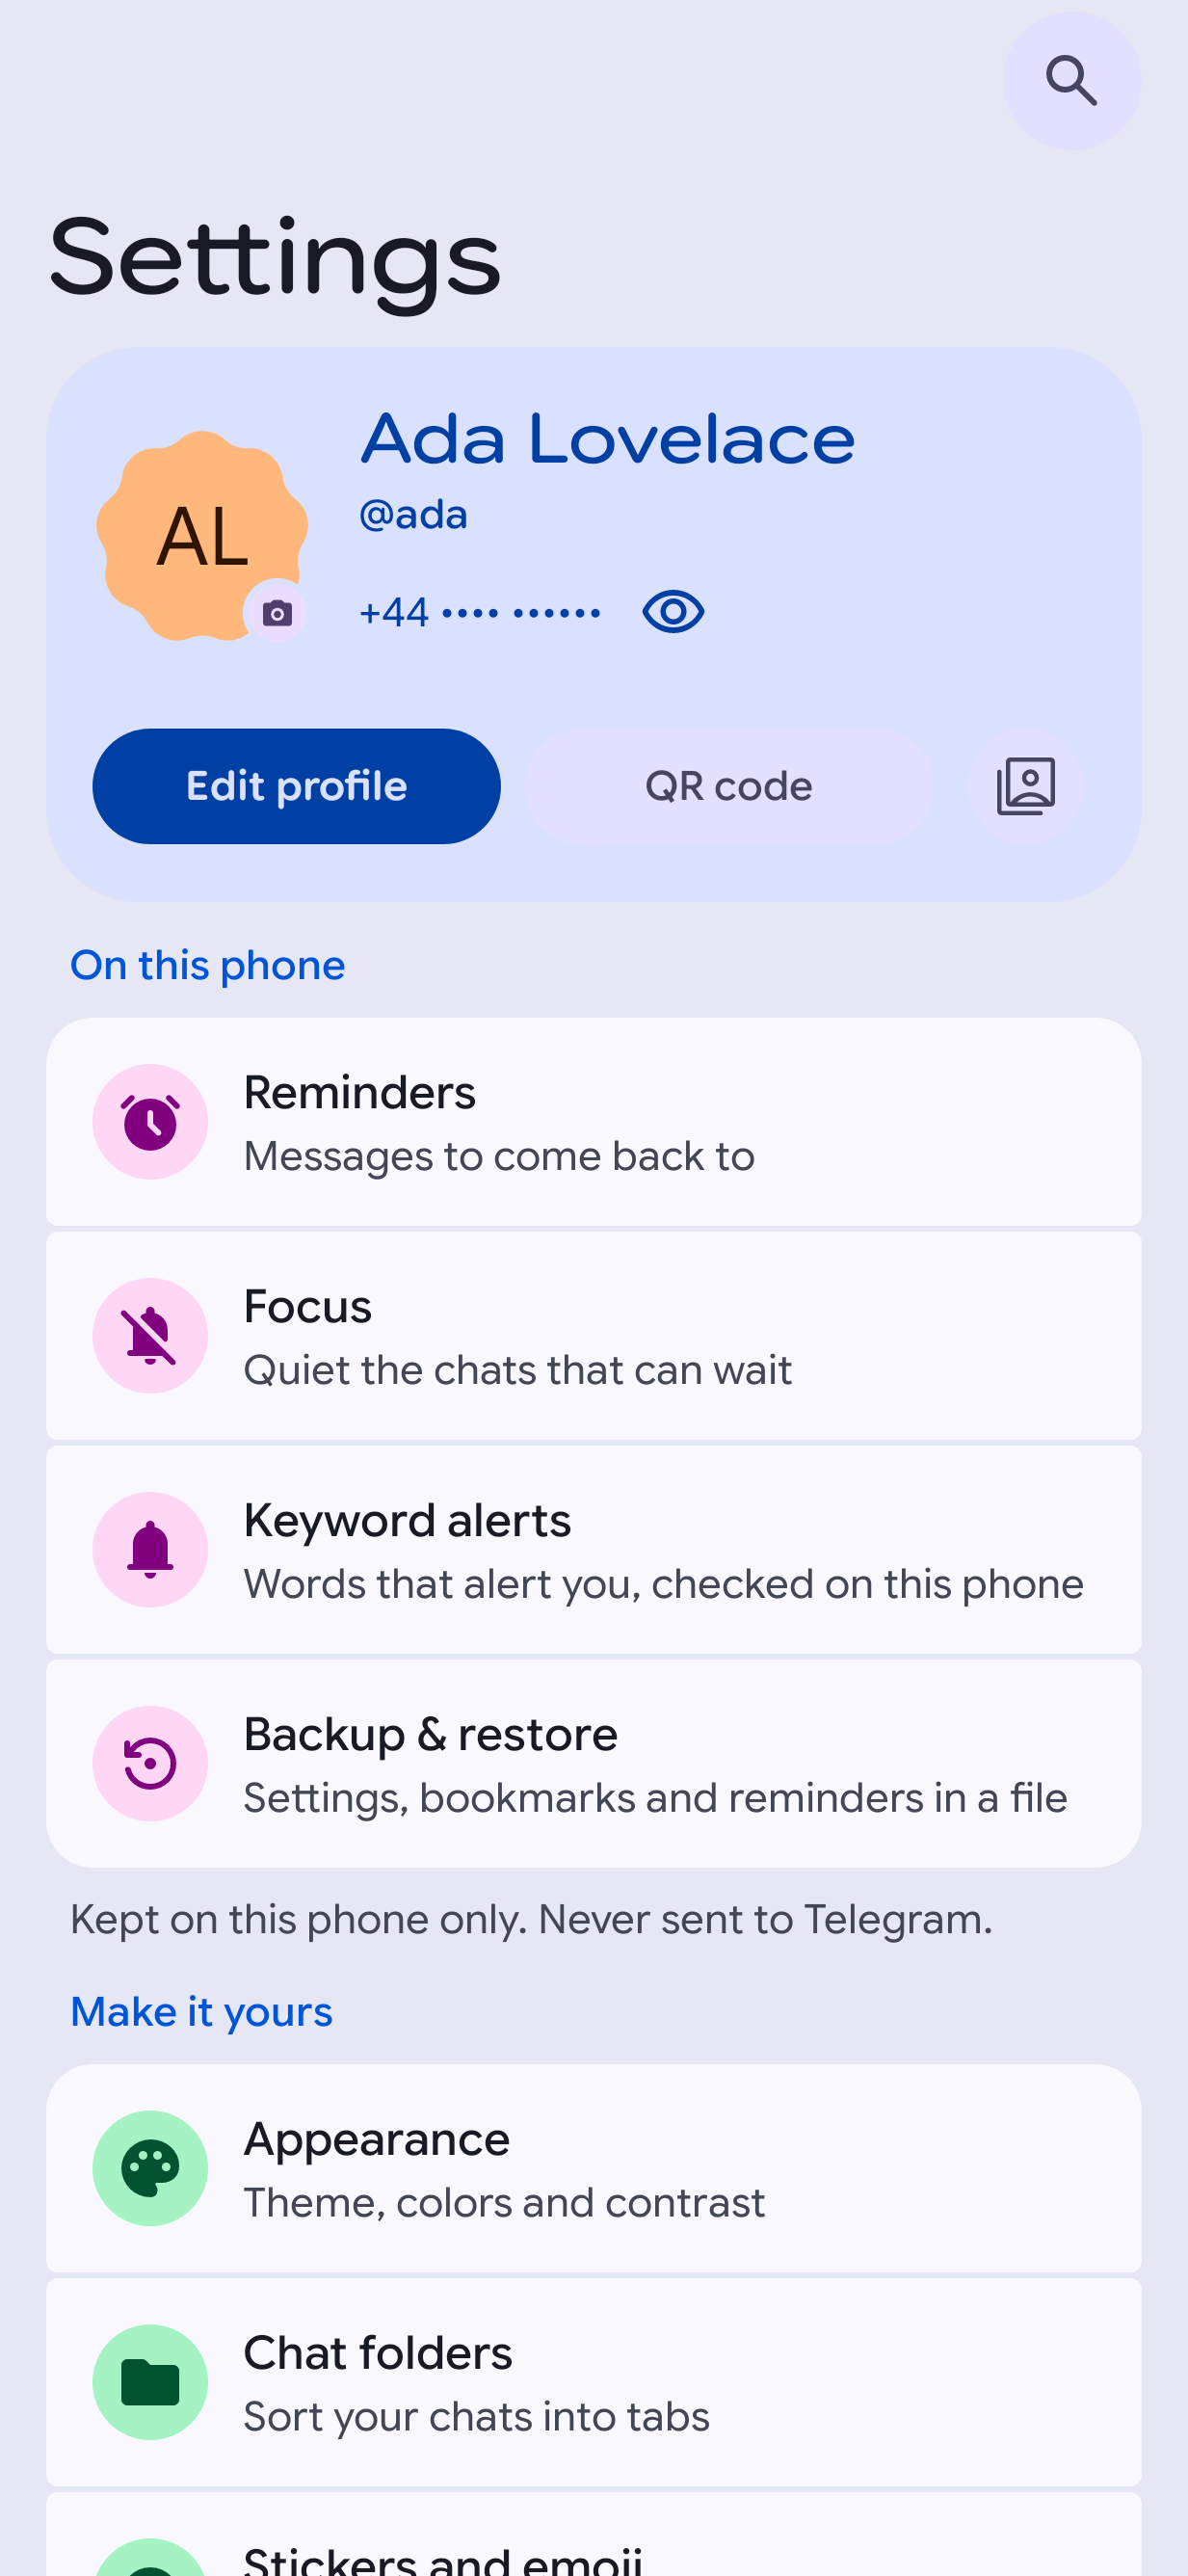 Settings
AL
Ada Lovelace
@ada
+44 •••• ••••••
Edit profile
QR code
On this phone
Reminders
Messages to come back to
Focus
Quiet the chats that can wait
Keyword alerts
Words that alert you, checked on this phone
Backup & restore
Settings, bookmarks and reminders in a file
Kept on this phone only. Never sent to Telegram.
Make it yours
Appearance
Theme, colors and contrast
Chat folders
Sort your chats into tabs
Stickers and emoji